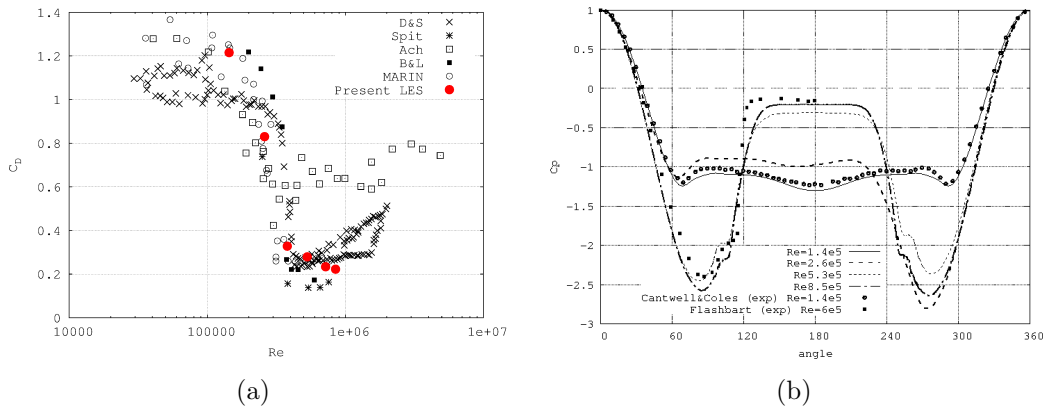 (a)
D&S
Spit
Ach
B&L
MARIN
Present LES
1.4
1.2
1
0.8
0.6
0.4
0.2
0
C_D
10000
100000
1e+06
1e+07
Re
(a)
(b)
1
0.5
0
−0.5
−1
−1.5
−2
−2.5
−3
Cp
Re=1.4e5
Re=2.6e5
Re5.3e5
Re8.5e5
Cantwell&Coles (exp) Re=1.4e5
Flashbart (exp) Re=6e5
0
60
120
180
240
300
360
angle
(b)